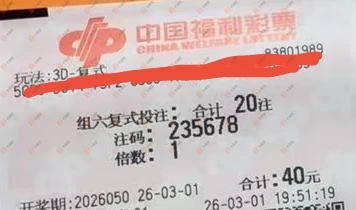 中国福利彩票
CHINA WELFARE LOTTERY
83801989
玩法:3D-复式
组六复式投注: 合计 20注
注码: 235678
倍数: 1
合计:40元
开奖期:2026050 26-03-01
26-03-01 19:51:19